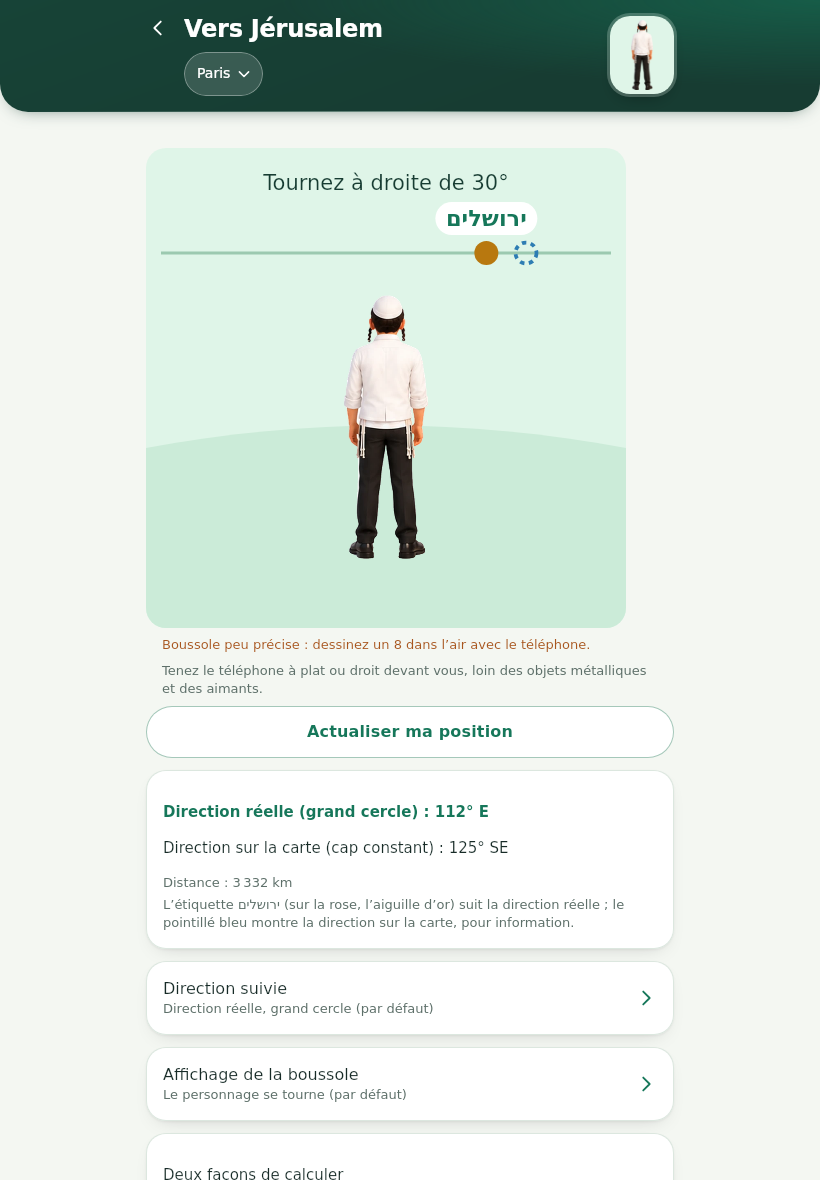 Vers Jérusalem
Paris
Tournez à droite de 30°
ירושלים
Boussole peu précise : dessinez un 8 dans l’air avec le téléphone.
Tenez le téléphone à plat ou droit devant vous, loin des objets métalliques
et des aimants.
Actualiser ma position
Direction réelle (grand cercle) : 112° E
Direction sur la carte (cap constant) : 125° SE
Distance : 3 332 km
L’étiquette ירושלים (sur la rose, l’aiguille d’or) suit la direction réelle ; le
pointillé bleu montre la direction sur la carte, pour information.
Direction suivie
Direction réelle, grand cercle (par défaut)
Affichage de la boussole
Le personnage se tourne (par défaut)
Deux façons de calculer